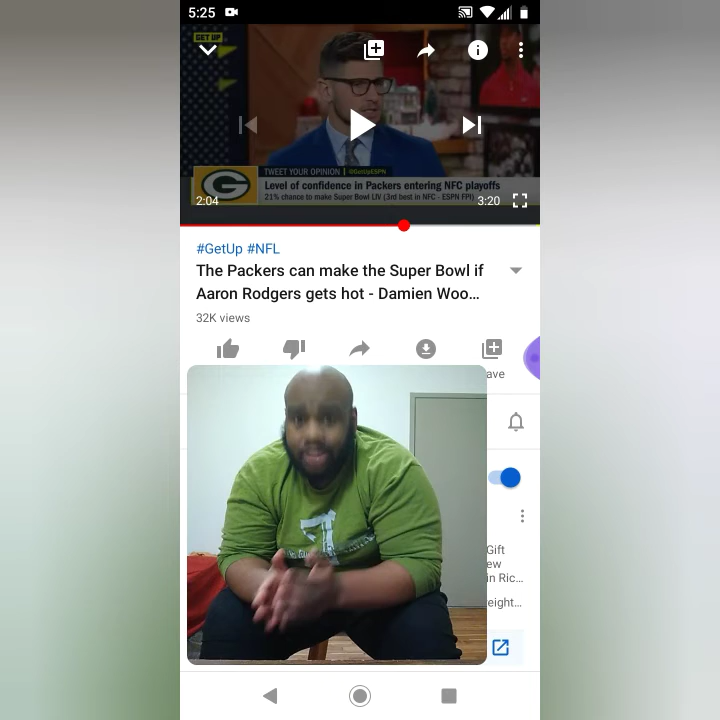 5:25
GET UP
TWEET YOUR OPINION | @GetUpESPN
G
Level of confidence in Packers entering NFC playoffs
21% chance to make Super Bowl LIV (3rd best in NFC - ESPN FPI)
2:04
3:20
#GetUp #NFL
The Packers can make the Super Bowl if
Aaron Rodgers gets hot - Damien Woo...
32K views
ave
Gift
ew
in Ric...
eight...